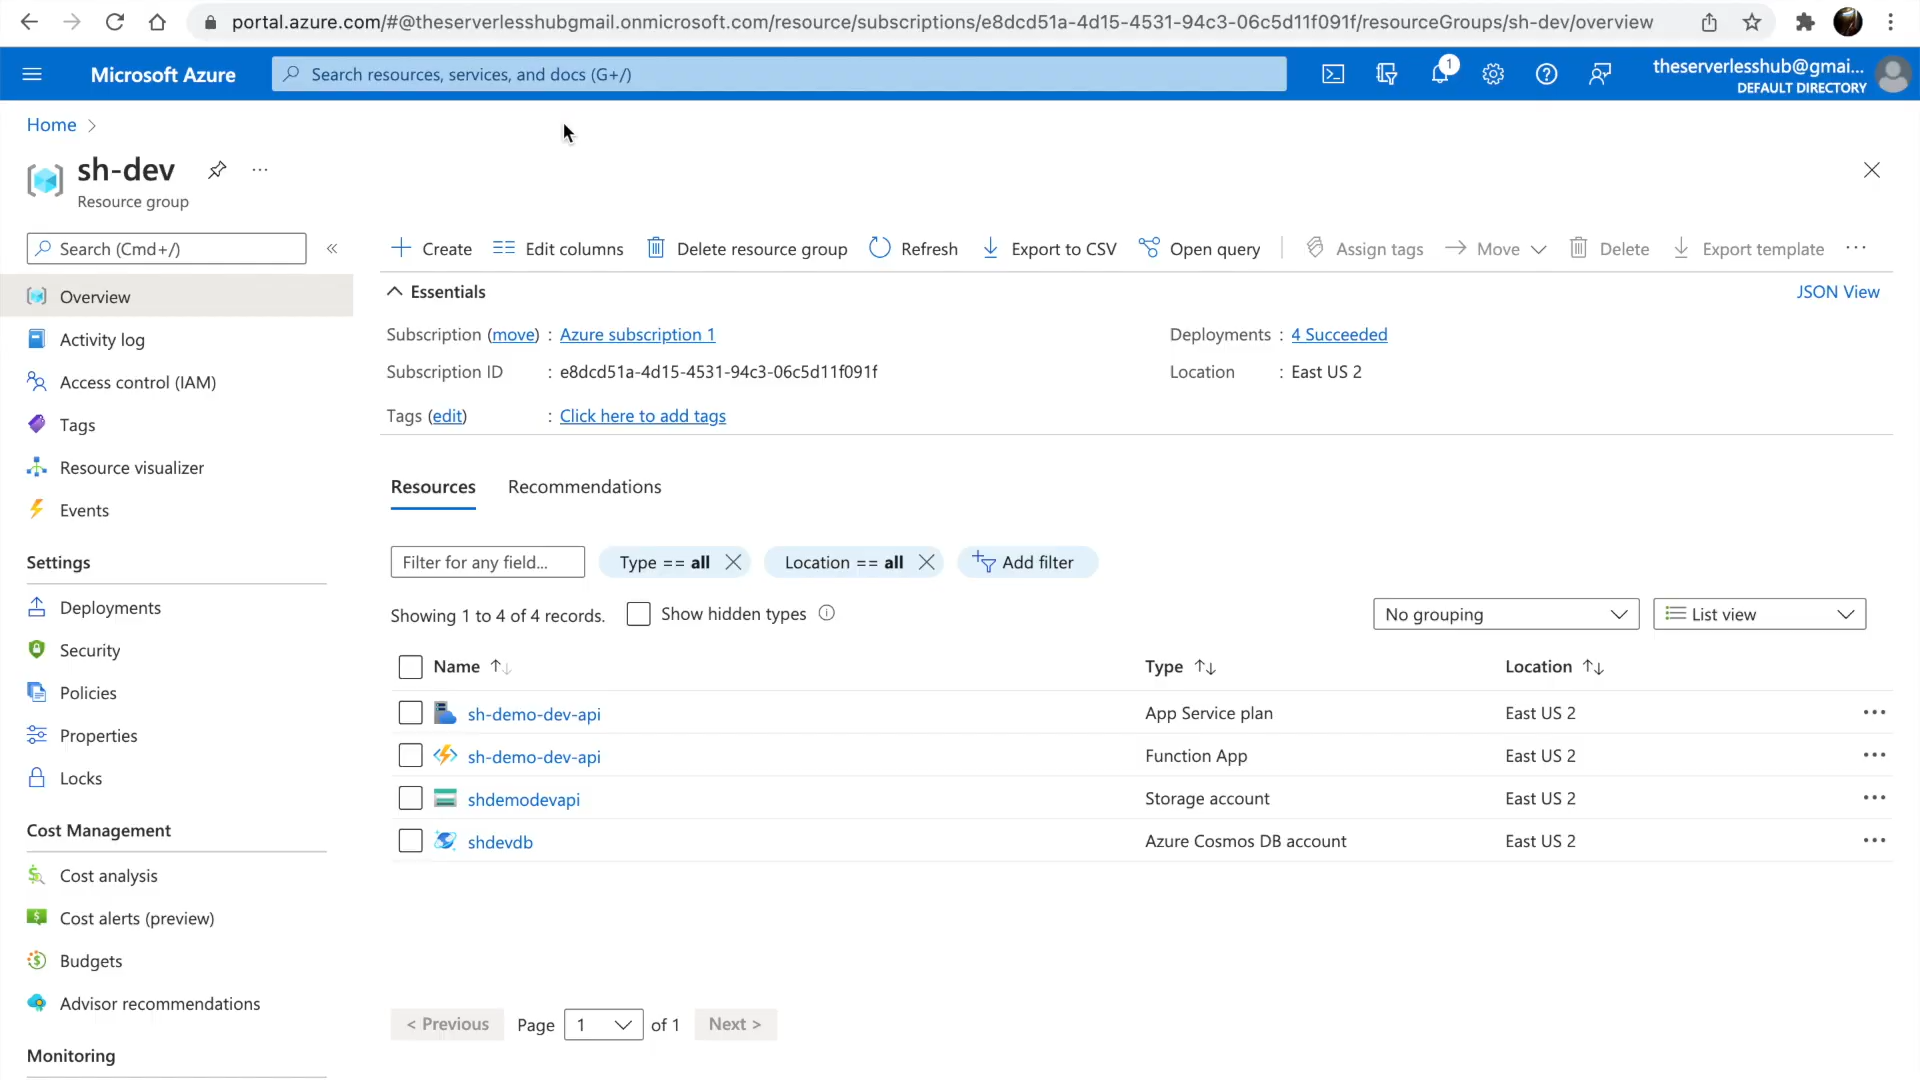 portal.azure.com/#@theserverlesshubgmail.onmicrosoft.com/resource/subscriptions/e8dcd51a-4d15-4531-94c3-06c5d11f091f/resourceGroups/sh-dev/overview
Microsoft Azure
Search resources, services, and docs (G+/)
1
theserverlesshub@gmai...
DEFAULT DIRECTORY
Home
sh-dev
...
Resource group
Search (Cmd+/)
Create
Edit columns
Delete resource group
Refresh
Export to CSV
Open query
Assign tags
Move
Delete
Export template
...
Overview
Activity log
Access control (IAM)
Tags
Resource visualizer
Events
Settings
Deployments
Security
Policies
Properties
Locks
Cost Management
Cost analysis
Cost alerts (preview)
Budgets
Advisor recommendations
Monitoring
Essentials
JSON View
Subscription (move) : Azure subscription 1
Deployments : 4 Succeeded
Subscription ID : e8dcd51a-4d15-4531-94c3-06c5d11f091f
Location : East US 2
Tags (edit) : Click here to add tags
Resources
Recommendations
Filter for any field...
Type == all
Location == all
Add filter
Showing 1 to 4 of 4 records.
Show hidden types
No grouping
List view
Name Type Location
sh-demo-dev-api App Service plan East US 2 ...
sh-demo-dev-api Function App East US 2 ...
shdemodevapi Storage account East US 2 ...
shdevdb Azure Cosmos DB account East US 2 ...
< Previous Page 1 of 1 Next >